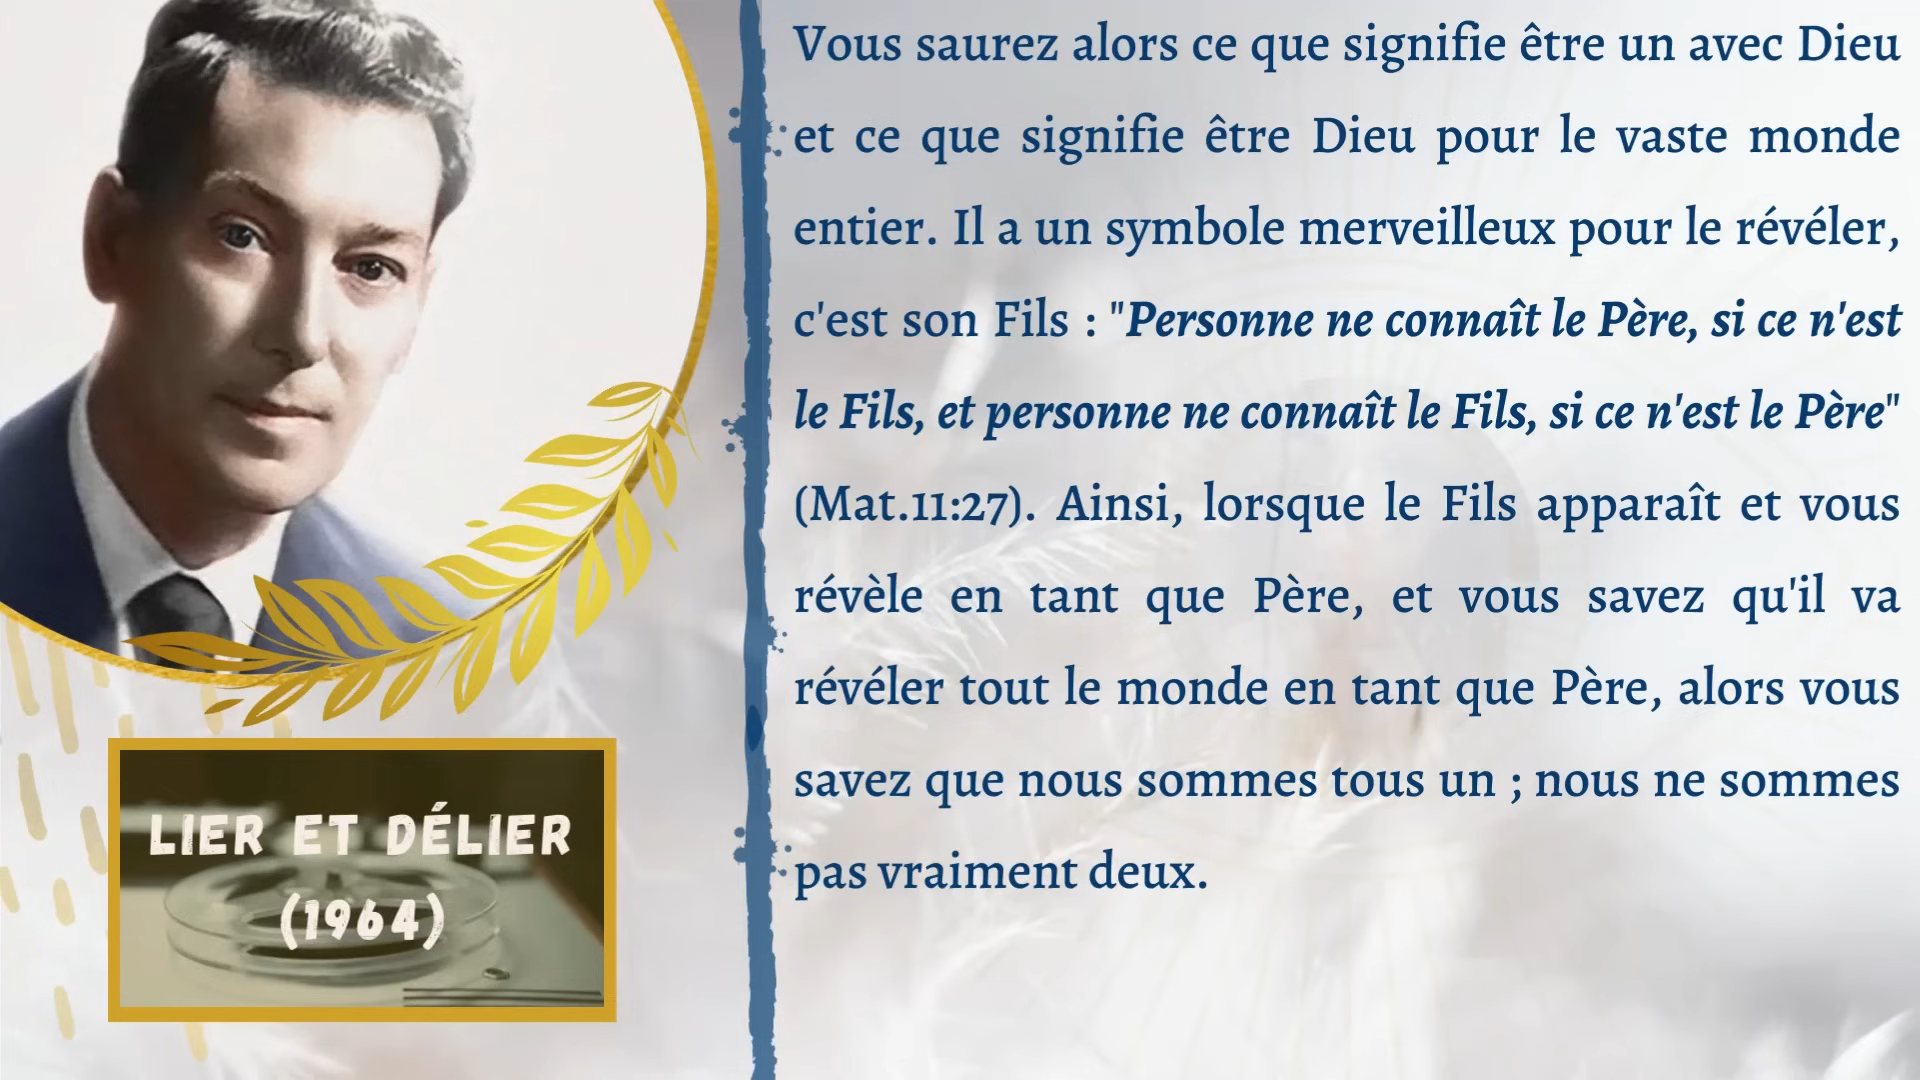 Vous saurez alors ce que signifie être un avec Dieu
et ce que signifie être Dieu pour le vaste monde
entier. Il a un symbole merveilleux pour le révéler,
c'est son Fils : "Personne ne connaît le Père, si ce n'est
le Fils, et personne ne connaît le Fils, si ce n'est le Père"
(Mat.11:27). Ainsi, lorsque le Fils apparaît et vous
révèle en tant que Père, et vous savez qu'il va
révéler tout le monde en tant que Père, alors vous
savez que nous sommes tous un ; nous ne sommes
pas vraiment deux.
LIER ET DÉLIER
(1964)